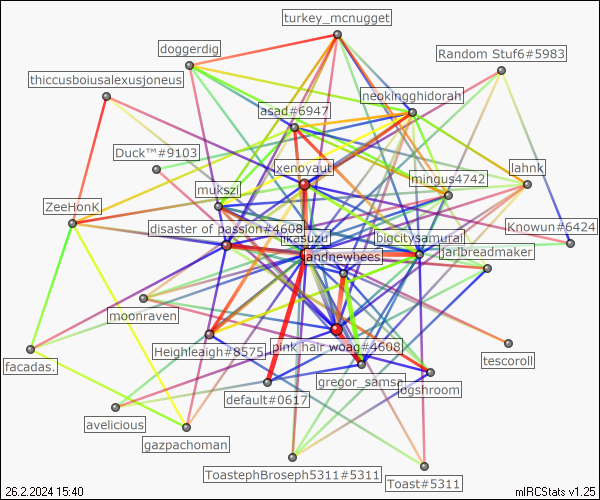 turkey_mcnugget
doggerdig
Random Stuf6#5983
thiccusboiusalexusjoneus
neokingghidorah
asad#6947
Duck™#9103
xenoyaut
mingus4742
lahnk
mukszi
ZeeHonK
disaster of passion#4608
ikasuzu
bigcitysamurai
Knowun#6424
landnewbees
jarlbreadmaker
moonraven
Heighleaigh#8575
pink hair woag#4608
tescoroll
facadas.
gregor_samsa
ogshroom
default#0617
avelicious
gazpachoman
ToastephBroseph5311#5311
Toast#5311
26.2.2024 15:40
mIRCStats v1.25